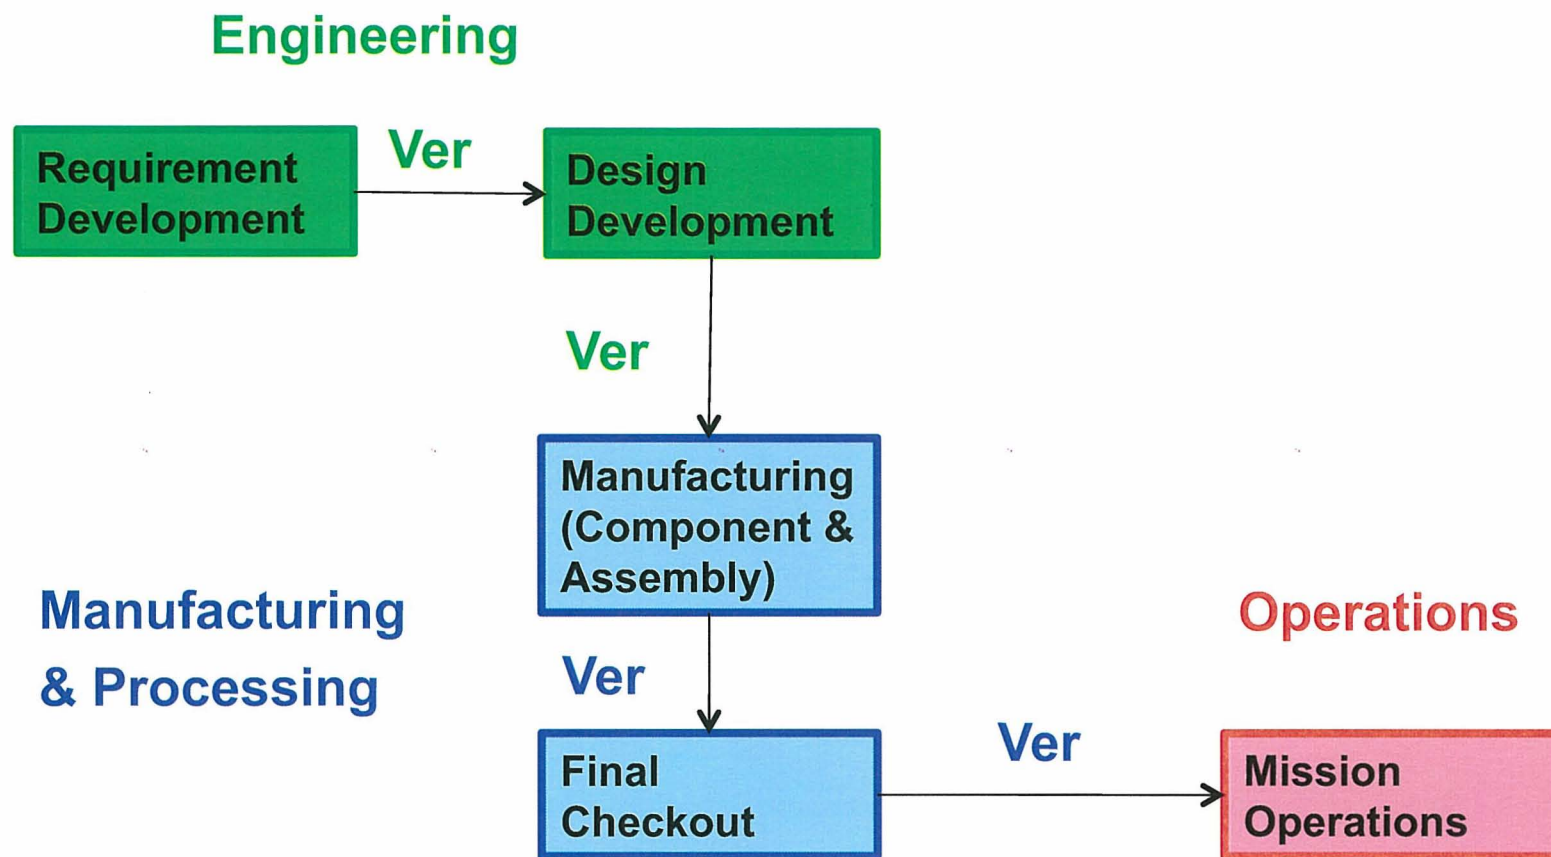 Engineering
Requirement
Development
Ver
Design
Development
Ver
Manufacturing
(Component &
Assembly)
Manufacturing
& Processing
Ver
Final
Checkout
Ver
Operations
Mission
Operations